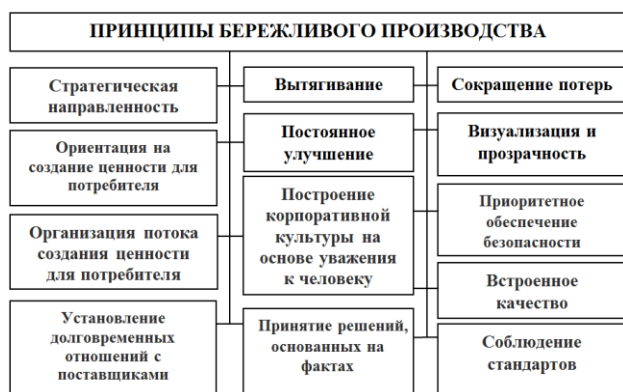 ПРИНЦИПЫ БЕРЕЖЛИВОГО ПРОИЗВОДСТВА
Стратегическая
направленность
Ориентация на
создание ценности для
потребителя
Организация потока
создания ценности
для потребителя
Установление
долговременных
отношений с
поставщиками
Вытягивание
Постоянное
улучшение
Построение
корпоративной
культуры на
основе уважения
к человеку
Принятие решений,
основанных на
фактах
Сокращение потерь
Визуализация и
прозрачность
Приоритетное
обеспечение
безопасности
Встроенное
качество
Соблюдение
стандартов